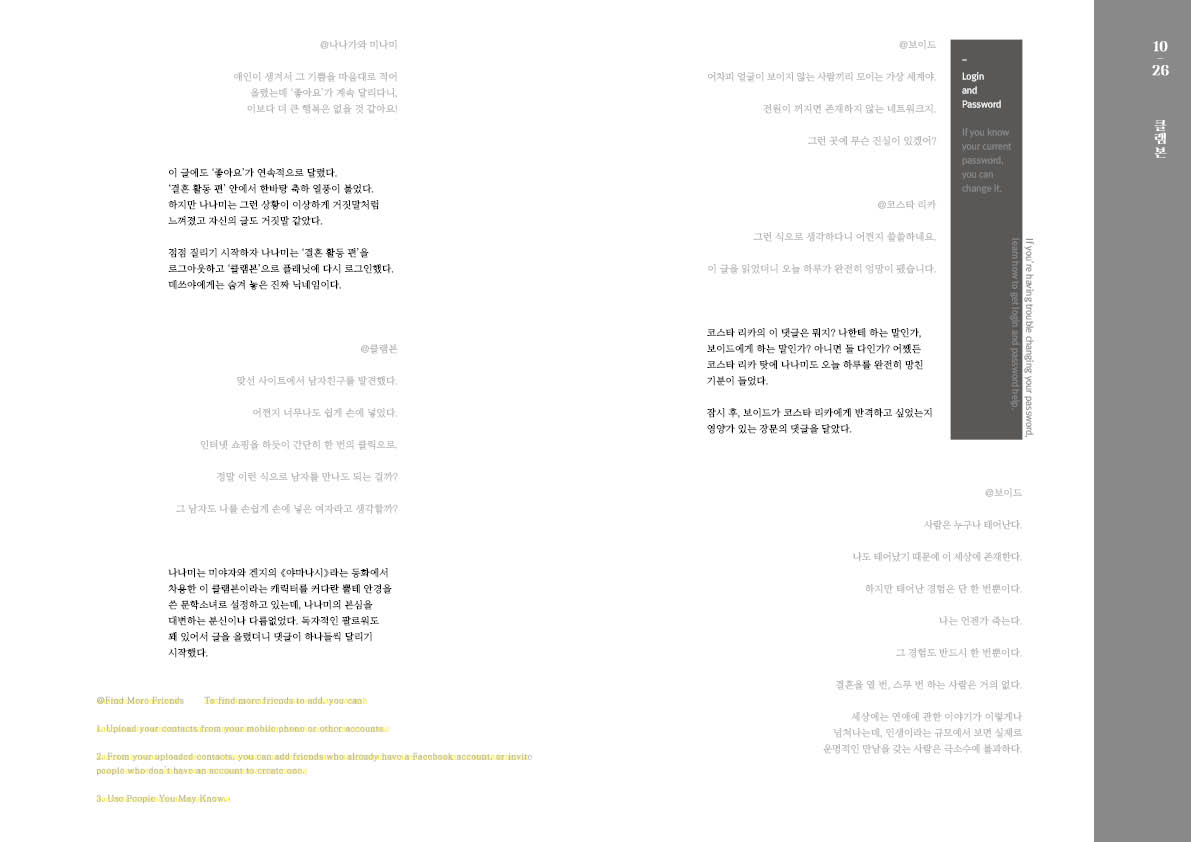 @나나가와 미나미
애인이 생겨서 그 기쁨을 마음대로 적어
올렸는데 ‘좋아요’가 계속 달리다니,
이보다 더 큰 행복은 없을 것 같아요!
이 글에도 ‘좋아요’가 연속적으로 달렸다.
‘결혼 활동 편’ 안에서 한바탕 축하 열풍이 불었다.
하지만 나나미는 그런 상황이 이상하게 거짓말처럼
느껴졌고 자신의 글도 거짓말 같았다.
점점 질리기 시작하자 나나미는 ‘결혼 활동 편’을
로그아웃하고 ‘클램본’으로 플래닛에 다시 로그인했다.
데쓰야에게는 숨겨 놓은 진짜 닉네임이다.
@클램본
맞선 사이트에서 남자친구를 발견했다.
어쩐지 너무나도 쉽게 손에 넣었다.
인터넷 쇼핑을 하듯이 간단히 한 번의 클릭으로,
정말 이런 식으로 남자를 만나도 되는 걸까?
그 남자도 나를 손쉽게 손에 넣은 여자라고 생각할까?
나나미는 미야자와 겐지의 《야마나시》라는 동화에서
차용한 이 클램본이라는 캐릭터를 커다란 뿔테 안경을
쓴 문학소녀로 설정하고 있는데, 나나미의 본심을
대변하는 분신이나 다름없었다. 독자적인 팔로워도
꽤 있어서 글을 올렸더니 댓글이 하나둘씩 달리기
시작했다.
@Find More Friends To find more friends to add, you can
1. Upload your contacts from your mobile phone or other accounts.
2. From your uploaded contacts, you can add friends who already have a Facebook account, or invite
people who don't have an account to create one.
3. Use People You May Know.
@보이드
어차피 얼굴이 보이지 않는 사람끼리 모이는 가상 세계야.
전원이 꺼지면 존재하지 않는 네트워크지.
그런 곳에 무슨 진실이 있겠어?
@코스타 리카
그런 식으로 생각하다니 어쩐지 쓸쓸하네요.
이 글을 읽었더니 오늘 하루가 완전히 엉망이 됐습니다.
코스타 리카의 이 댓글은 뭐지? 나한테 하는 말인가,
보이드에게 하는 말인가? 아니면 둘 다인가? 어쨌든
코스타 리카 탓에 나나미도 오늘 하루를 완전히 망친
기분이 들었다.
잠시 후, 보이드가 코스타 리카에게 반격하고 싶었는지
영양가 있는 장문의 댓글을 달았다.
@보이드
사람은 누구나 태어난다.
나도 태어났기 때문에 이 세상에 존재한다.
하지만 태어난 경험은 단 한 번뿐이다.
나는 언젠가 죽는다.
그 경험도 반드시 한 번뿐이다.
결혼을 열 번, 스무 번 하는 사람은 거의 없다.
세상에는 연애에 관한 이야기가 이렇게나
넘쳐나는데, 인생이라는 규모에서 보면 실제로
운명적인 만남을 갖는 사람은 극소수에 불과하다.
–
Login
and
Password
If you know
your current
password,
you can
change it.
If you're having trouble changing your password,
learn how to get login and password help.
10
–
26
클램본